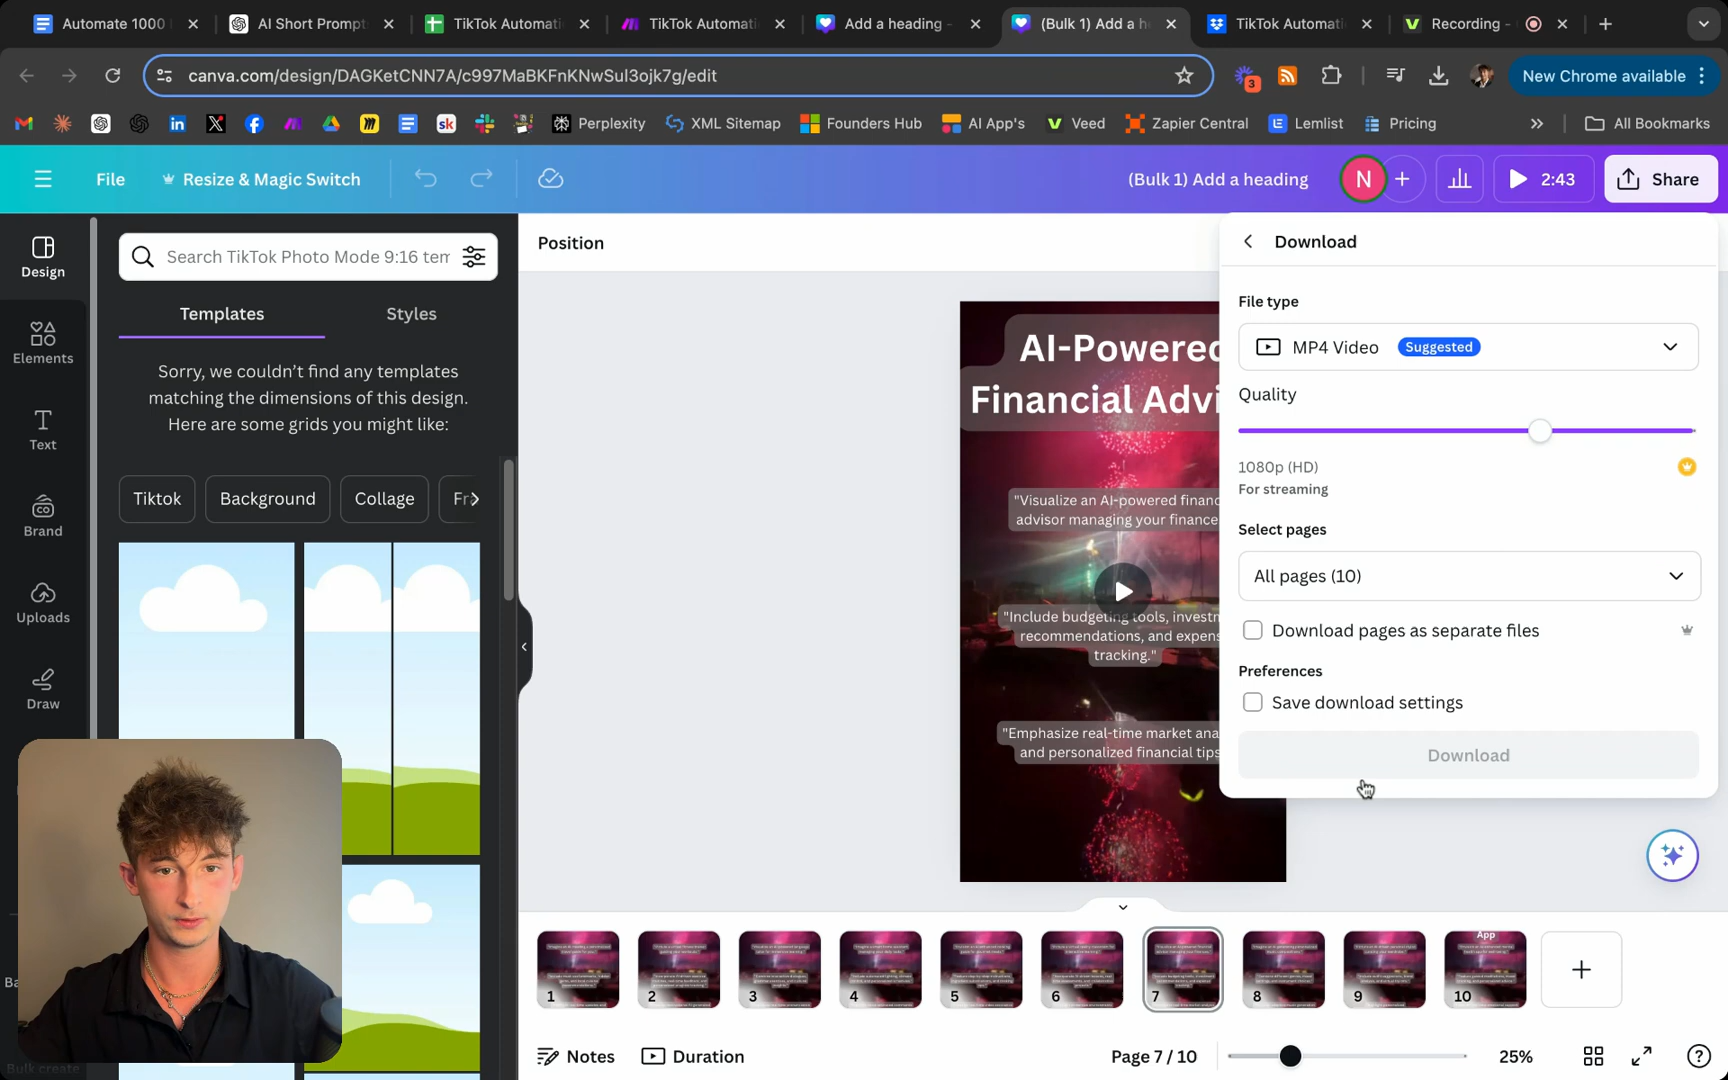 Automate 1000
AI Short Prompt
TikTok Automati
TikTok Automati
Add a heading -
(Bulk 1) Add a h
TikTok Automati
Recording -
canva.com/design/DAGKetCNN7A/c997MaBKFnKNwSul3ojk7g/edit
3
New Chrome available
sk
Perplexity
XML Sitemap
Founders Hub
AI App's
Veed
Zapier Central
Lemlist
Pricing
All Bookmarks
File
Resize & Magic Switch
(Bulk 1) Add a heading
N
2:43
Share
Design
Elements
Text
Brand
Uploads
Draw
Bulk create
Search TikTok Photo Mode 9:16 tem
Templates
Styles
Sorry, we couldn't find any templates
matching the dimensions of this design.
Here are some grids you might like:
Tiktok
Background
Collage
Position
AI-Powered
Financial Advi
"Visualize an AI-powered financ
advisor managing your finance
"Include budgeting tools, investm
recommendations, and expens
tracking."
"Emphasize real-time market ana
and personalized financial tips
Download
File type
MP4 Video
Suggested
Quality
1080p (HD)
For streaming
Select pages
All pages (10)
Download pages as separate files
Preferences
Save download settings
Download
1
2
3
4
5
6
7
8
9
App
10
Notes
Duration
Page 7 / 10
25%